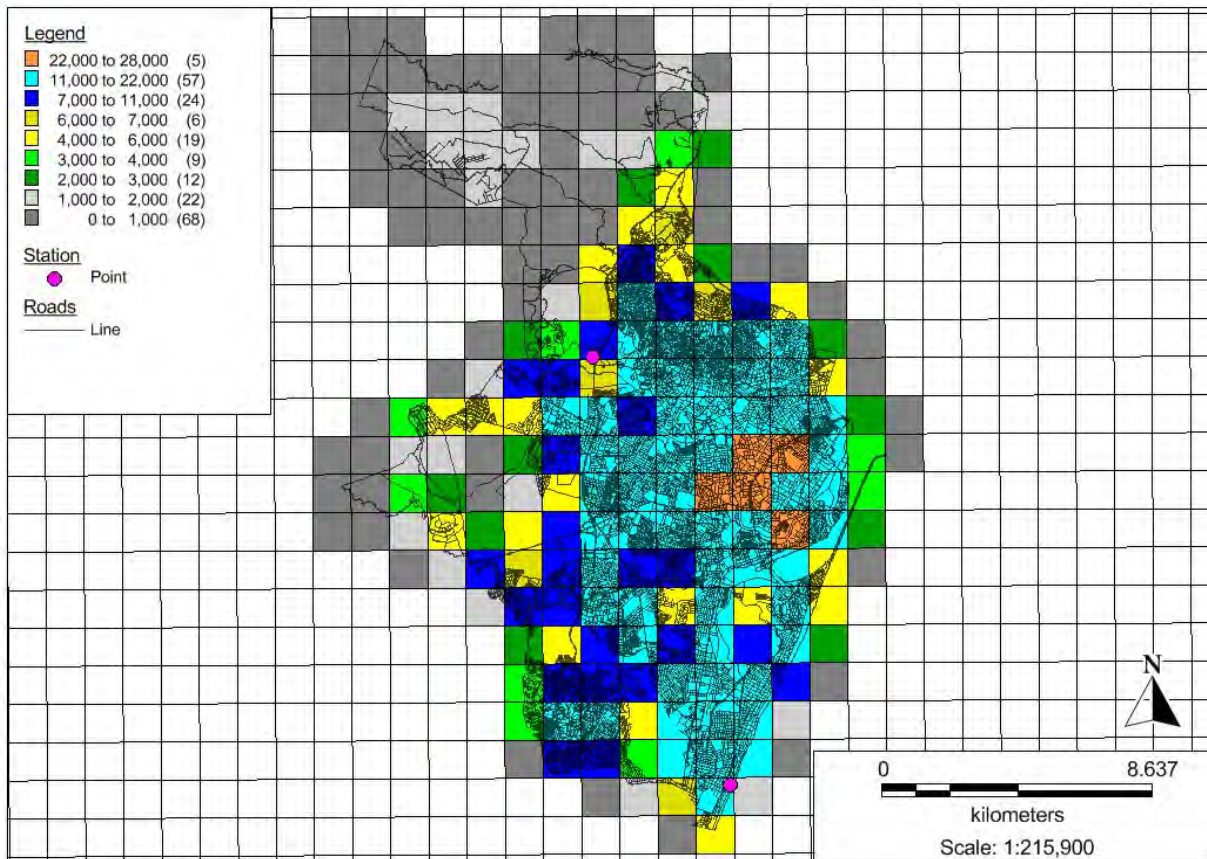 Legend
22,000 to 28,000 (5)
11,000 to 22,000 (57)
7,000 to 11,000 (24)
6,000 to 7,000 (6)
4,000 to 6,000 (19)
3,000 to 4,000 (9)
2,000 to 3,000 (12)
1,000 to 2,000 (22)
0 to 1,000 (68)
Station
Point
Roads
Line
N
0 8.637
kilometers
Scale: 1:215,900